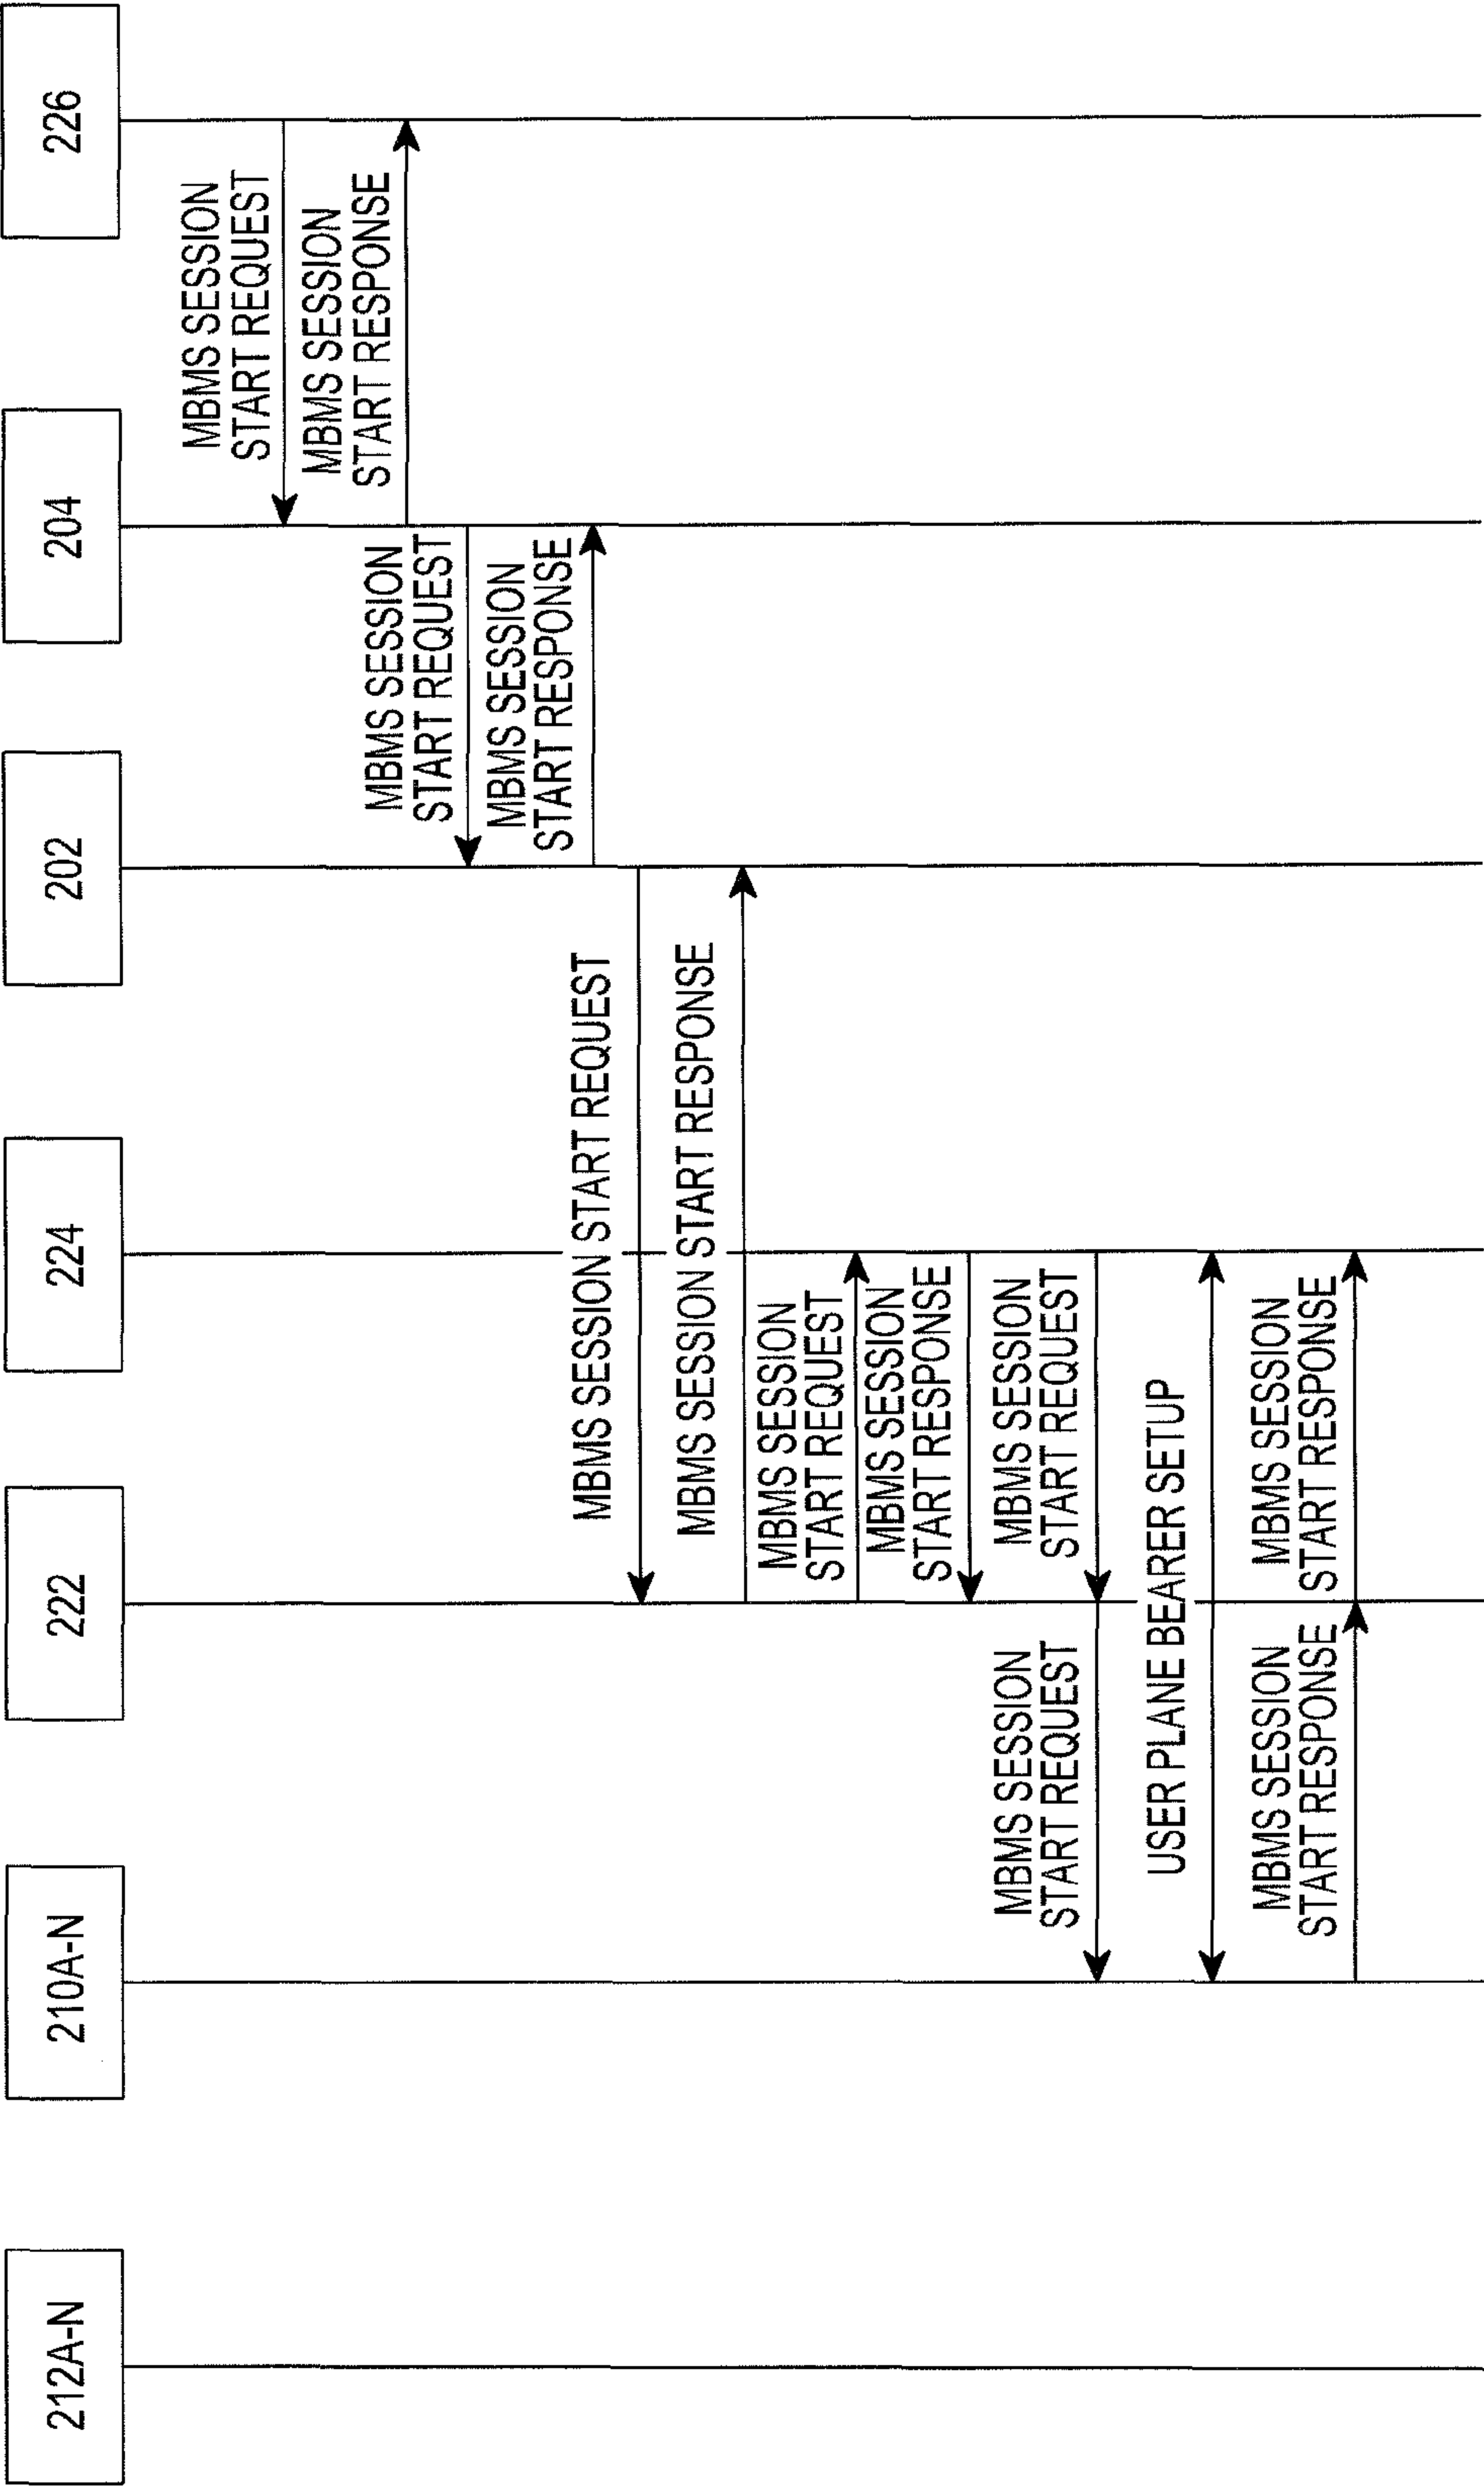 212A-N
210A-N
222
224
202
204
226
MBMS SESSION
START REQUEST
MBMS SESSION
START RESPONSE
MBMS SESSION
START REQUEST
MBMS SESSION
START RESPONSE
MBMS SESSION START REQUEST
MBMS SESSION START RESPONSE
MBMS SESSION
START REQUEST
MBMS SESSION
START RESPONSE
MBMS SESSION
START REQUEST
MBMS SESSION
START REQUEST
USER PLANE BEARER SETUP
MBMS SESSION
START RESPONSE
MBMS SESSION
START RESPONSE